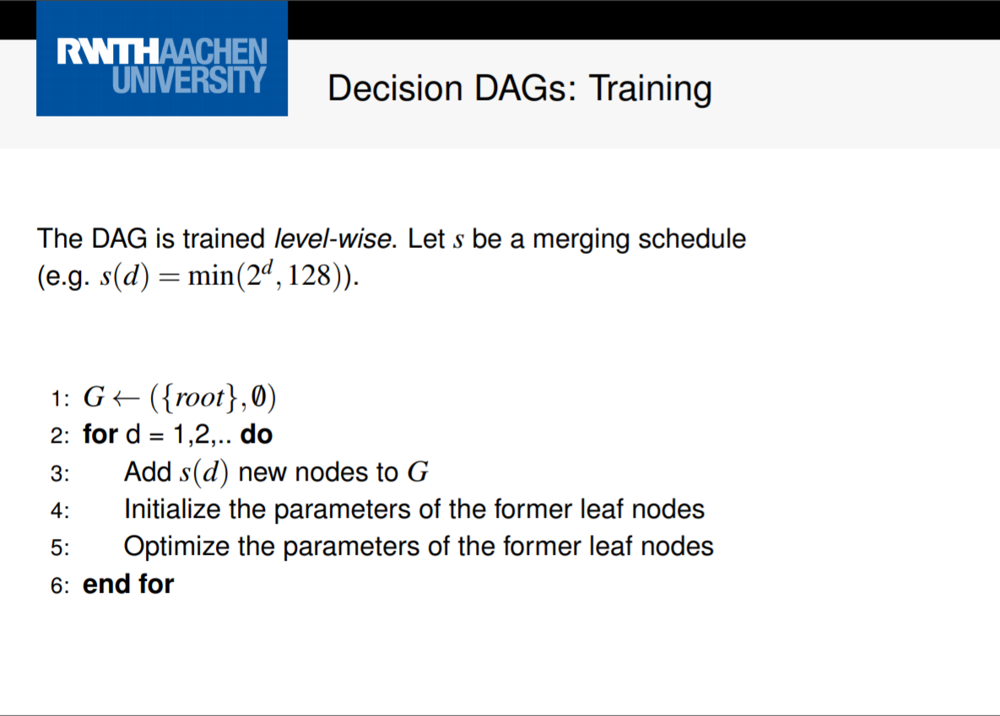 RWTHAACHEN
UNIVERSITY
Decision DAGs: Training
The DAG is trained level-wise. Let s be a merging schedule
(e.g. s(d) = min(2^d, 128)).
1: G ← ({root}, ∅)
2: for d = 1,2,.. do
3: Add s(d) new nodes to G
4: Initialize the parameters of the former leaf nodes
5: Optimize the parameters of the former leaf nodes
6: end for